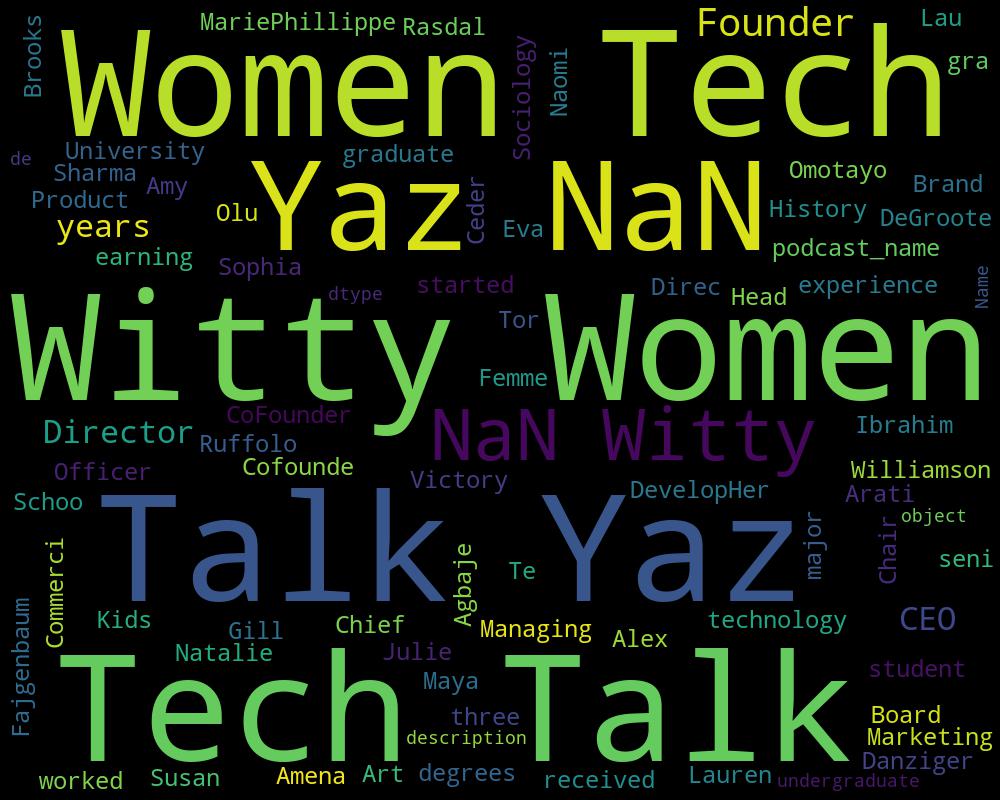 Brooks
MariePhillippe Rasdal
Founder
Lau
Women Tech
Sociology
Naomi
gra
de
University
graduate
Sharma
Amy
Product
years
Olu
Yaz
Ceder
Eva
NaN
Omotayo
Brand
History
DeGroote
podcast_name
earning
Sophia
dtype
started
Direc
Head
experience
Name
Witty Women
Tor
Femme
CoFounder
NaN Witty
Ibrahim
Director
Ruffolo
Officer
Cofounde
Victory
Williamson
Schoo
DevelopHer
Arati
object
Talk Yaz
major
Chair
seni
Commerci
Agbaje
Te
Fajgenbaum
Kids
Gill
Chief
Managing
Alex
technology
CEO
Natalie
Julie
student
Tech Talk
Maya
three
description
Board
Marketing
Danziger
worked
Susan
Amena
Art
degrees
received
Lauren
undergraduate